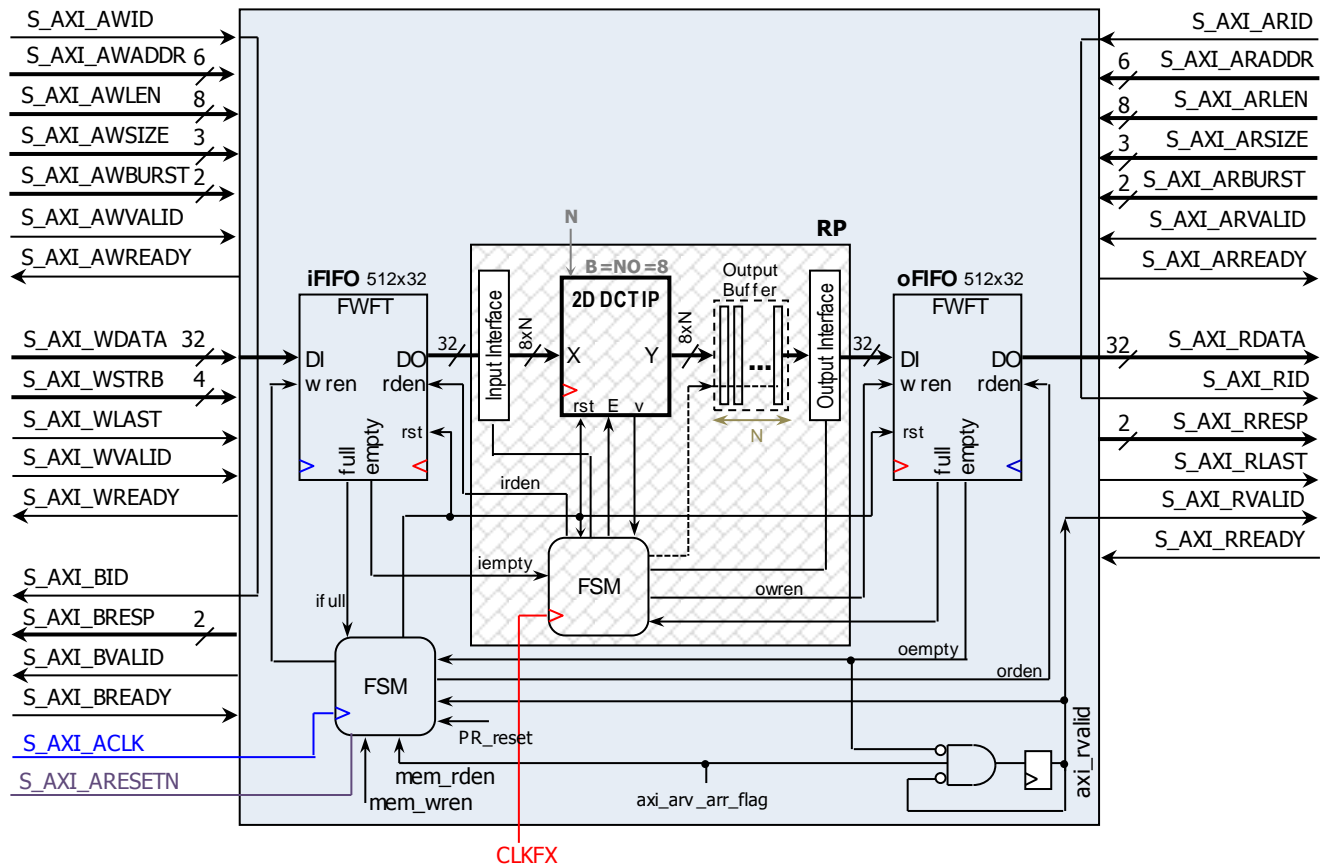 S_AXI_AWID
S_AXI_AWADDR 6
S_AXI_AWLEN 8
S_AXI_AWSIZE 3
S_AXI_AWBURST 2
S_AXI_AWVALID
S_AXI_AWREADY
S_AXI_WDATA 32
S_AXI_WSTRB 4
S_AXI_WLAST
S_AXI_WVALID
S_AXI_WREADY
S_AXI_BID
S_AXI_BRESP 2
S_AXI_BVALID
S_AXI_BREADY
S_AXI_ACLK
S_AXI_ARESETN
iFIFO 512x32
FWFT
DI
DO
wren
rden
rst
full
empty
32
RP
N
B=NO=8
Input Interface
8xN
2D DCT IP
X
Y
rst E v
8xN
Output
Buffer
...
N
Output Interface
32
irden
iempty
FSM
owren
oFIFO 512x32
FWFT
DI
DO
wren
rden
rst
full
empty
ifull
FSM
oempty
orden
PR_reset
mem_rden
mem_wren
axi_arv_arr_flag
axi_rvalid
CLKFX
S_AXI_ARID
6 S_AXI_ARADDR
8 S_AXI_ARLEN
3 S_AXI_ARSIZE
2 S_AXI_ARBURST
S_AXI_ARVALID
S_AXI_ARREADY
32 S_AXI_RDATA
S_AXI_RID
2 S_AXI_RRESP
S_AXI_RLAST
S_AXI_RVALID
S_AXI_RREADY